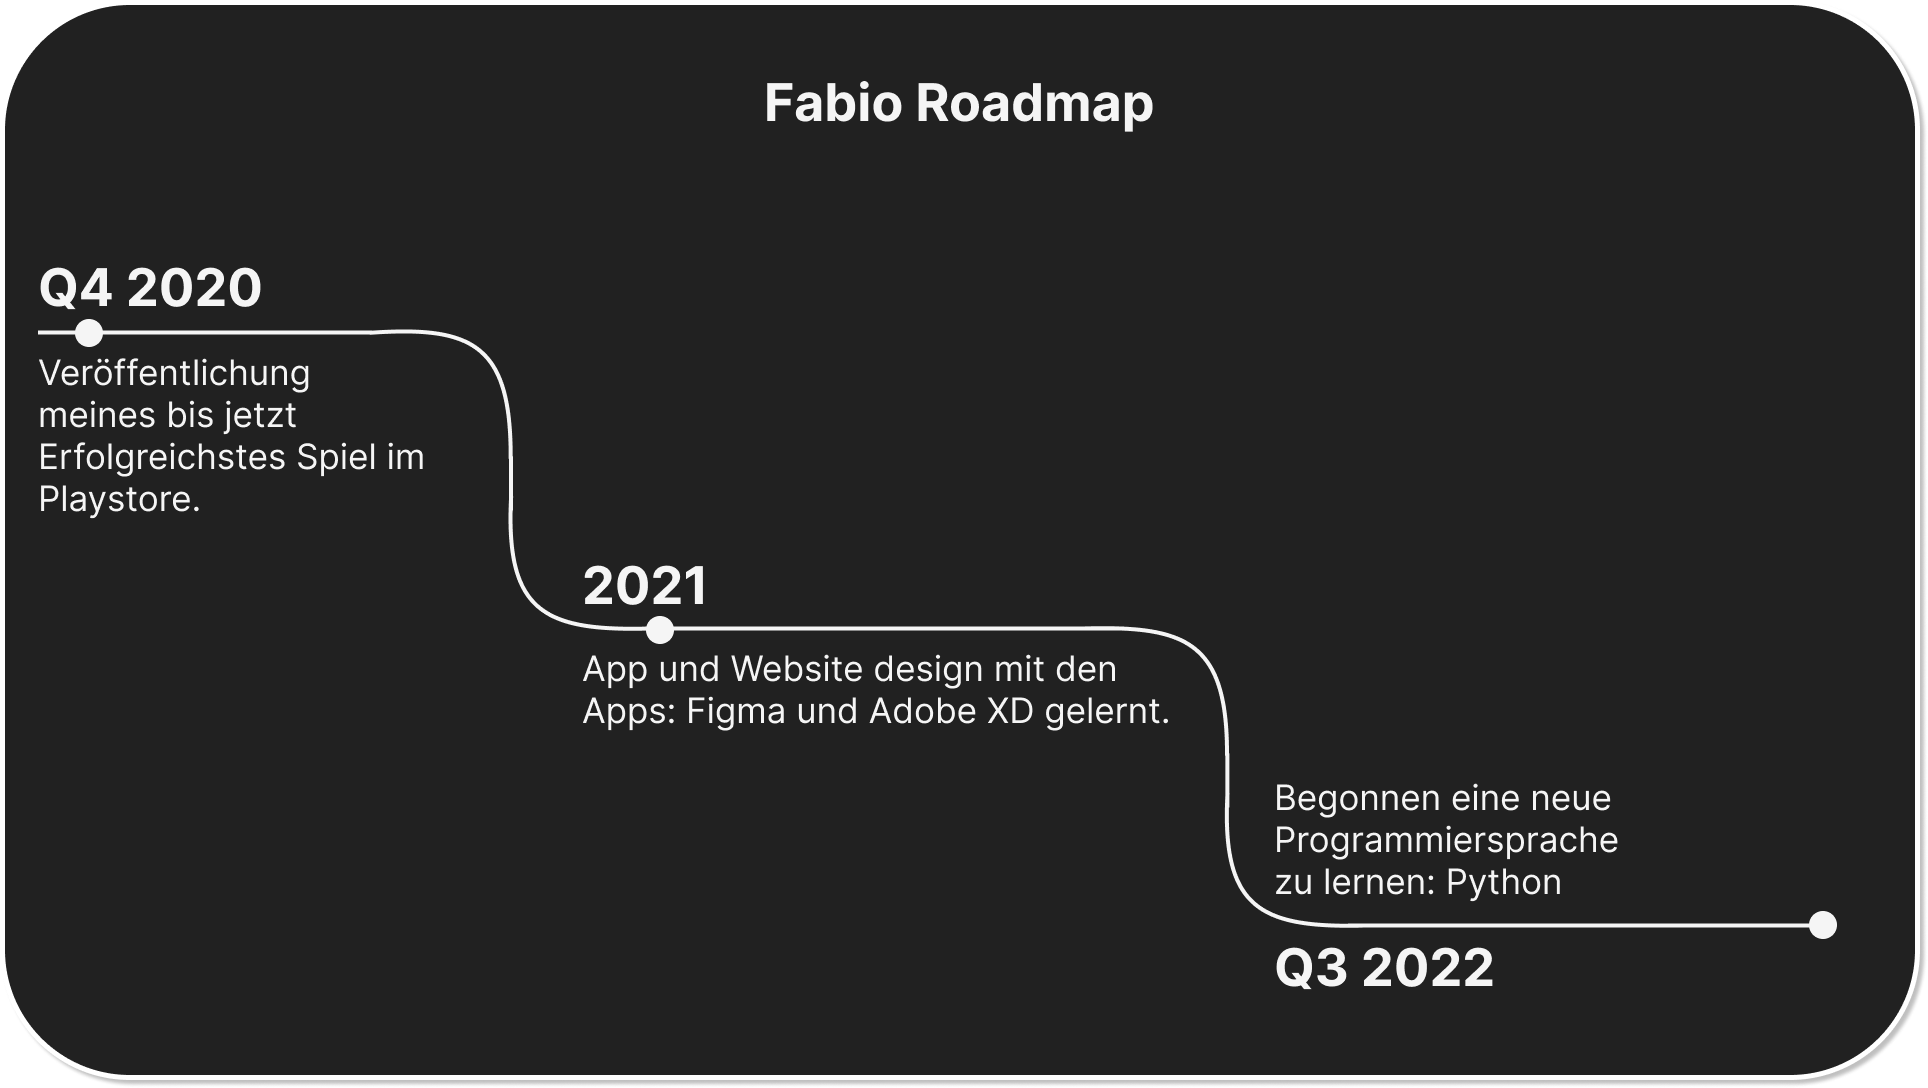 Fabio Roadmap
Q4 2020
Veröffentlichung
meines bis jetzt
Erfolgreichstes Spiel im
Playstore.
2021
App und Website design mit den
Apps: Figma und Adobe XD gelernt.
Begonnen eine neue
Programmiersprache
zu lernen: Python
Q3 2022